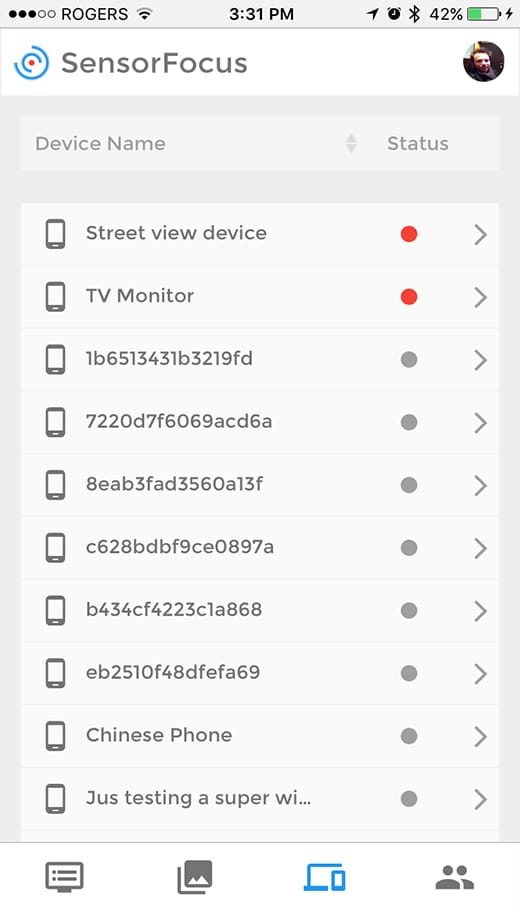 ROGERS 3:31 PM 42%
SensorFocus
Device Name Status
Street view device
TV Monitor
1b6513431b3219fd
7220d7f6069acd6a
8eab3fad3560a13f
c628bdbf9ce0897a
b434cf4223c1a868
eb2510f48dfefa69
Chinese Phone
Jus testing a super wi...